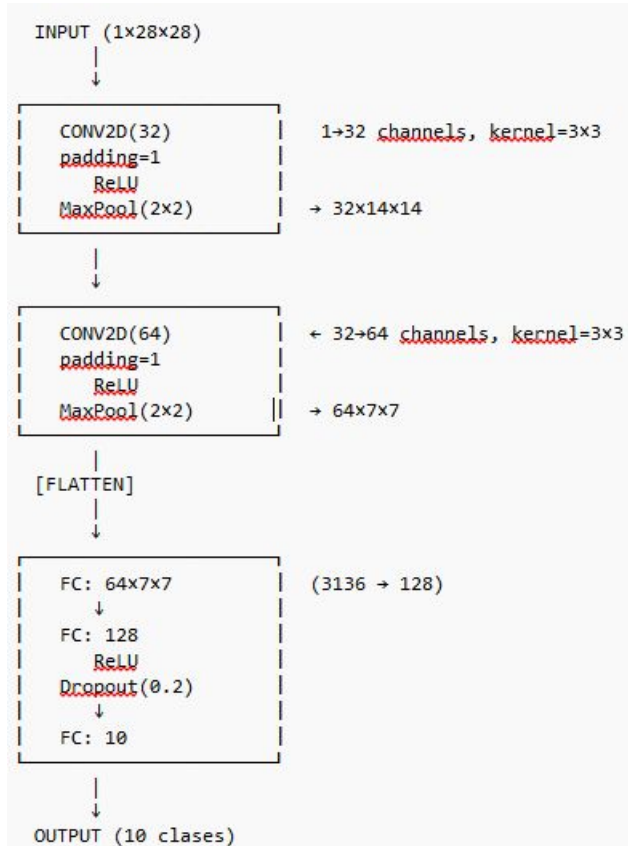 INPUT (1×28×28)
↓
CONV2D(32) 1→32 channels, kernel=3×3
padding=1
ReLU
MaxPool(2×2) → 32×14×14
↓
CONV2D(64) ← 32→64 channels, kernel=3×3
padding=1
ReLU
MaxPool(2×2) → 64×7×7
[FLATTEN]
↓
FC: 64×7×7 (3136 → 128)
↓
FC: 128
ReLU
Dropout(0.2)
↓
FC: 10
↓
OUTPUT (10 clases)